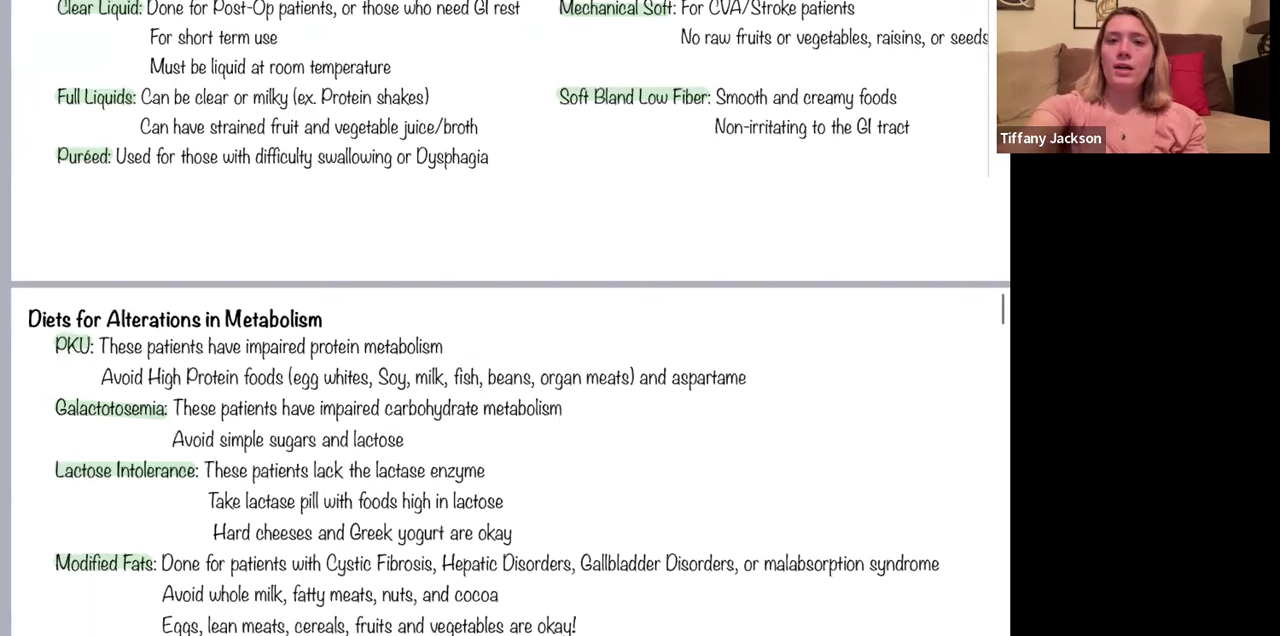 Clear Liquid: Done for Post-Op patients, or those who need GI rest
For short term use
Must be liquid at room temperature
Full Liquids: Can be clear or milky (ex. Protein shakes)
Can have strained fruit and vegetable juice/broth
Puréed: Used for those with difficulty swallowing or Dysphagia
Mechanical Soft: For CVA/Stroke patients
No raw fruits or vegetables, raisins, or seeds
Soft Bland Low Fiber: Smooth and creamy foods
Non-irritating to the GI tract
Tiffany Jackson
Diets for Alterations in Metabolism
PKU: These patients have impaired protein metabolism
Avoid High Protein foods (egg whites, Soy, milk, fish, beans, organ meats) and aspartame
Galactotosemia: These patients have impaired carbohydrate metabolism
Avoid simple sugars and lactose
Lactose Intolerance: These patients lack the lactase enzyme
Take lactase pill with foods high in lactose
Hard cheeses and Greek yogurt are okay
Modified Fats: Done for patients with Cystic Fibrosis, Hepatic Disorders, Gallbladder Disorders, or malabsorption syndrome
Avoid whole milk, fatty meats, nuts, and cocoa
Eggs, lean meats, cereals, fruits and vegetables are okay!